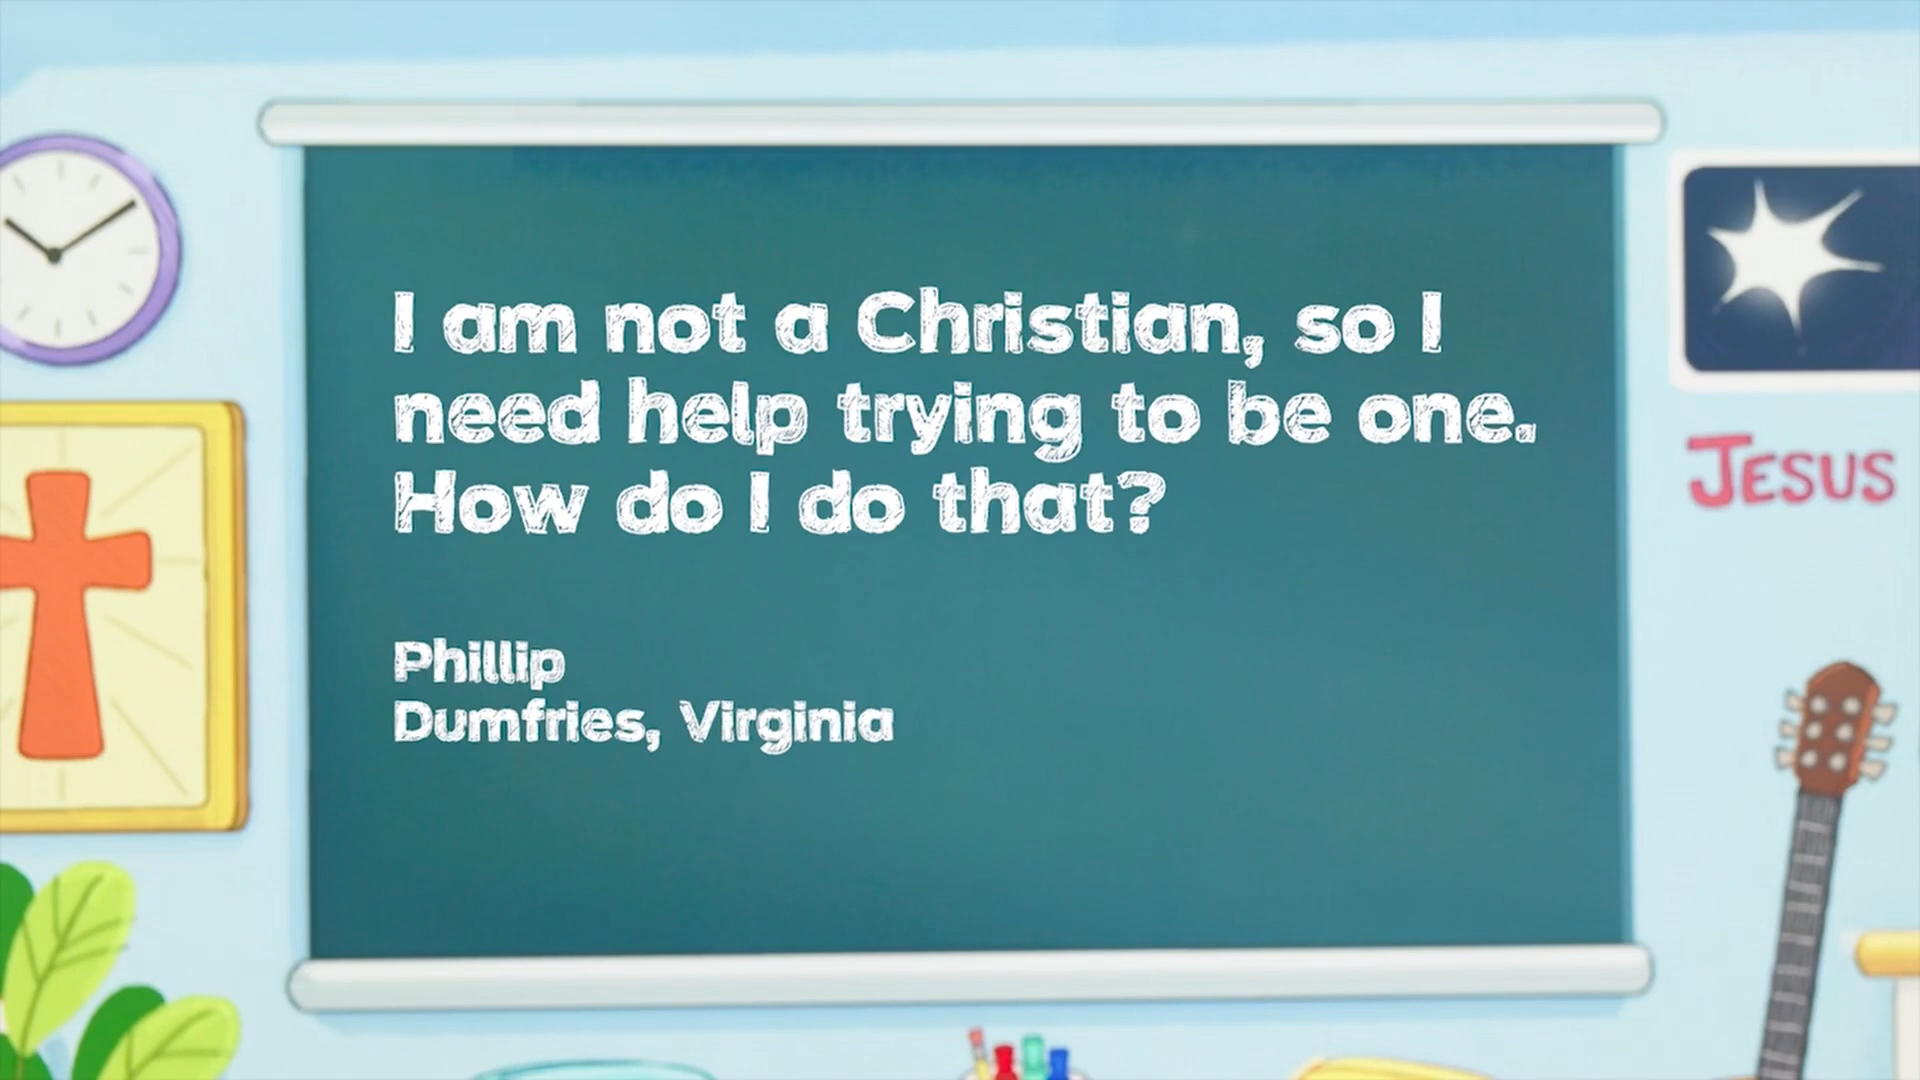 I am not a Christian, so I
need help trying to be one.
How do I do that?
Phillip
Dumfries, Virginia
JESUS